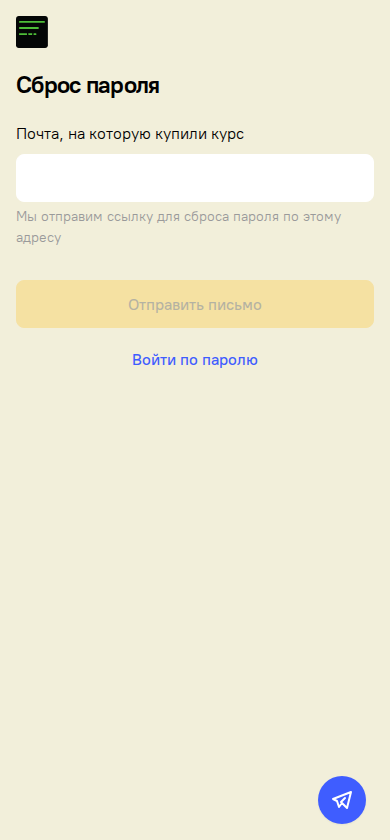 Сброс пароля
Почта, на которую купили курс
Мы отправим ссылку для сброса пароля по этому
адресу
Отправить письмо
Войти по паролю